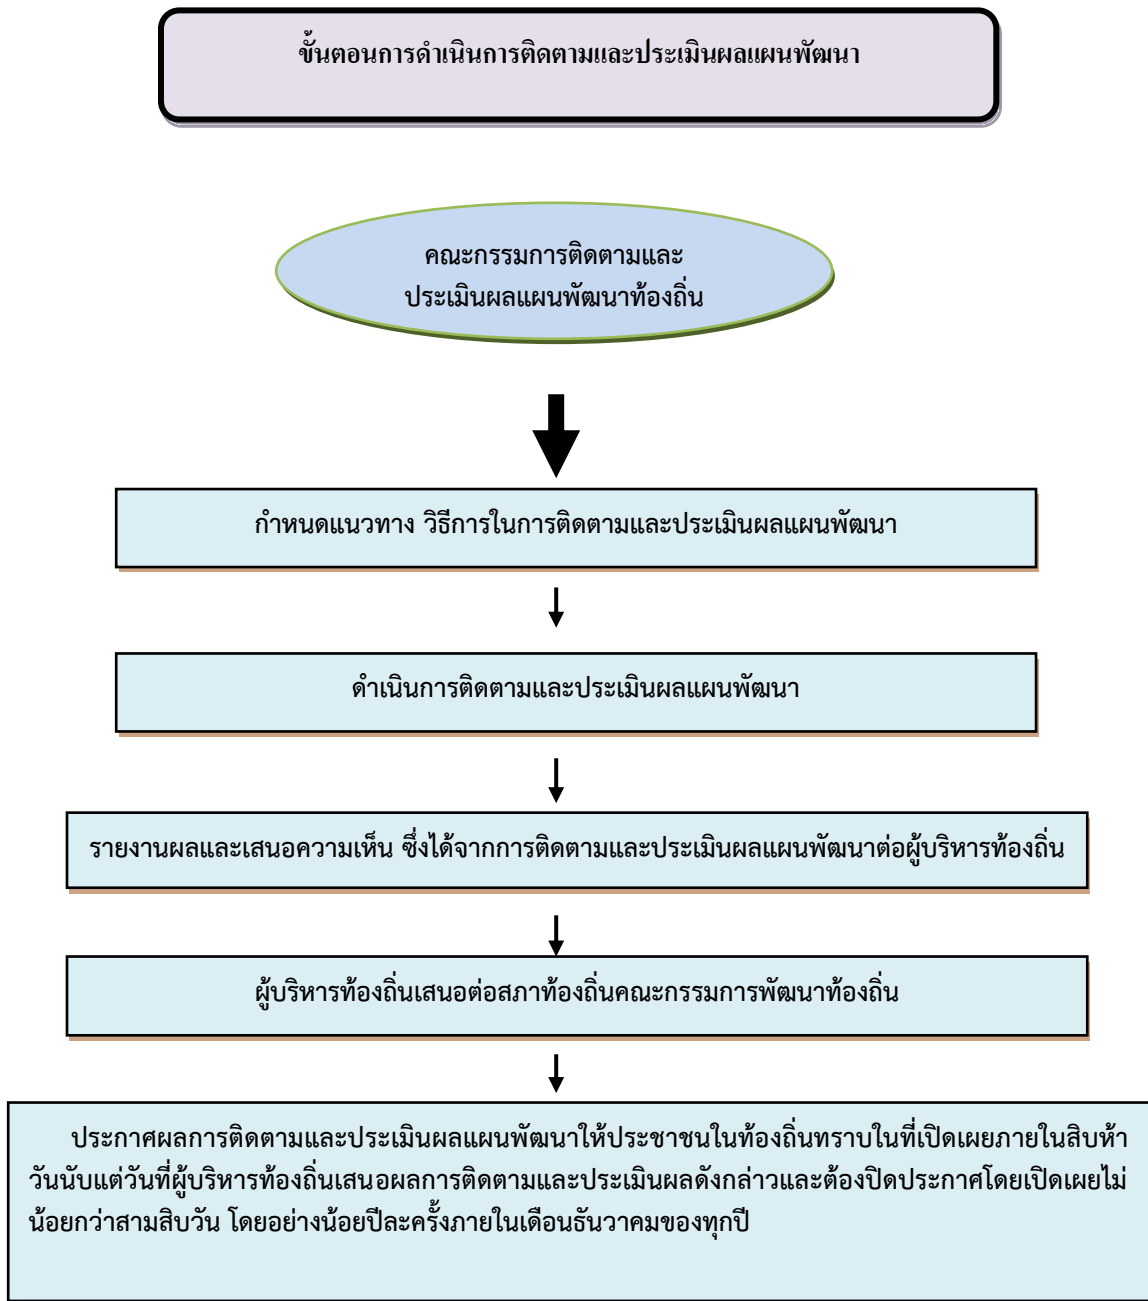 ขั้นตอนการดำเนินการติดตามและประเมินผลแผนพัฒนา
คณะกรรมการติดตามและ
ประเมินผลแผนพัฒนาท้องถิ่น
กำหนดแนวทาง วิธีการในการติดตามและประเมินผลแผนพัฒนา
ดำเนินการติดตามและประเมินผลแผนพัฒนา
รายงานผลและเสนอความเห็น ซึ่งได้จากการติดตามและประเมินผลแผนพัฒนาต่อผู้บริหารท้องถิ่น
ผู้บริหารท้องถิ่นเสนอต่อสภาท้องถิ่นคณะกรรมการพัฒนาท้องถิ่น
ประกาศผลการติดตามและประเมินผลแผนพัฒนาให้ประชาชนในท้องถิ่นทราบในที่เปิดเผยภายในสิบห้า
วันนับแต่วันที่ผู้บริหารท้องถิ่นเสนอผลการติดตามและประเมินผลดังกล่าวและต้องปิดประกาศโดยเปิดเผยไม่
น้อยกว่าสามสิบวัน โดยอย่างน้อยปีละครั้งภายในเดือนธันวาคมของทุกปี